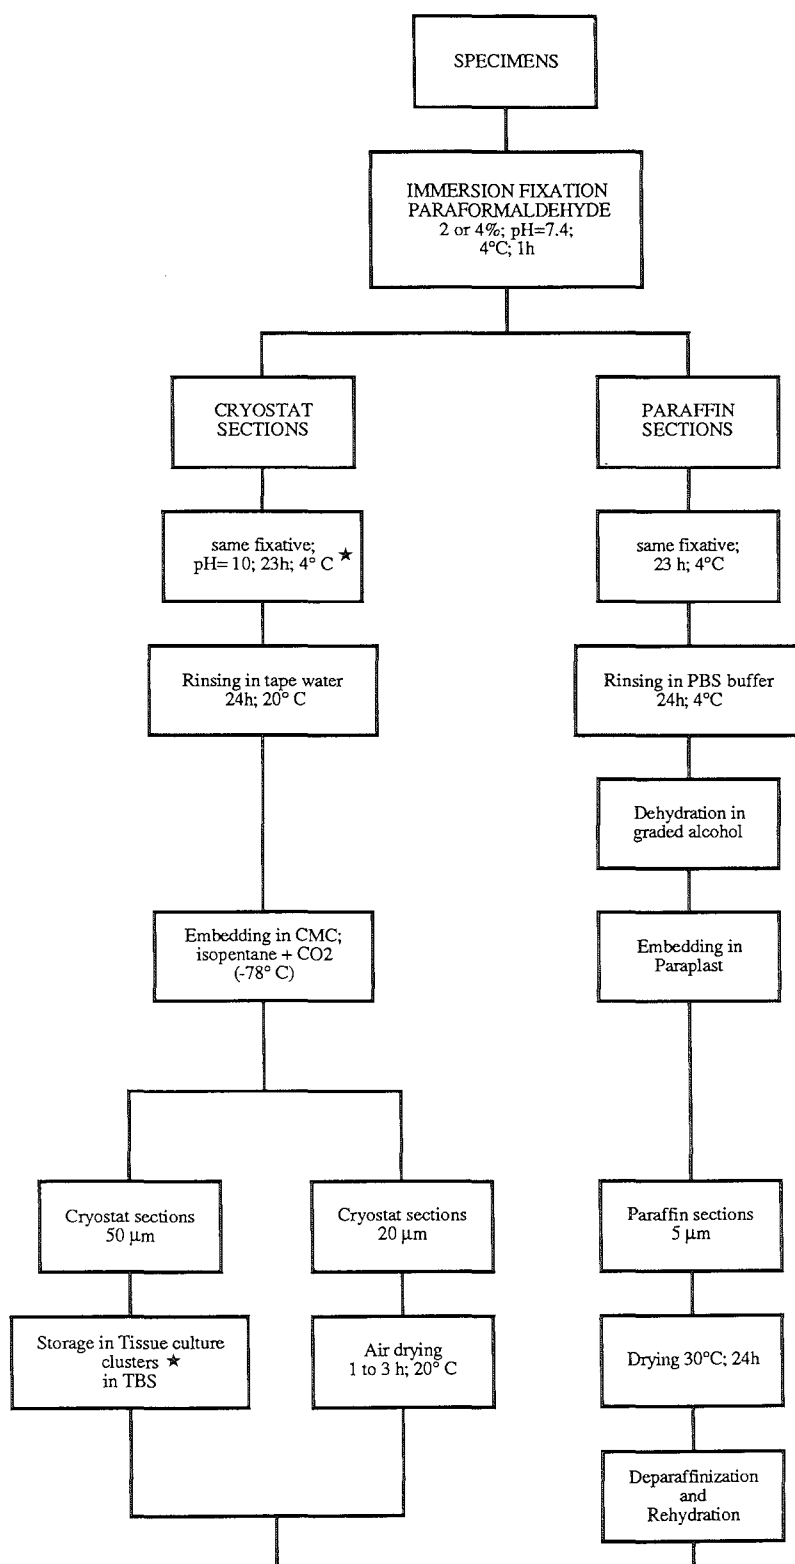 SPECIMENS
IMMERSION FIXATION
PARAFORMALDEHYDE
2 or 4%; pH=7.4;
4°C; 1h
CRYOSTAT
SECTIONS
PARAFFIN
SECTIONS
same fixative;
pH= 10; 23h; 4° C ★
same fixative;
23 h; 4°C
Rinsing in tape water
24h; 20° C
Rinsing in PBS buffer
24h; 4°C
Dehydration in
graded alcohol
Embedding in CMC;
isopentane + CO2
(-78° C)
Embedding in
Paraplast
Cryostat sections
50 µm
Cryostat sections
20 µm
Paraffin sections
5 µm
Storage in Tissue culture
clusters ★
in TBS
Air drying
1 to 3 h; 20° C
Drying 30°C; 24h
Deparaffinization
and
Rehydration